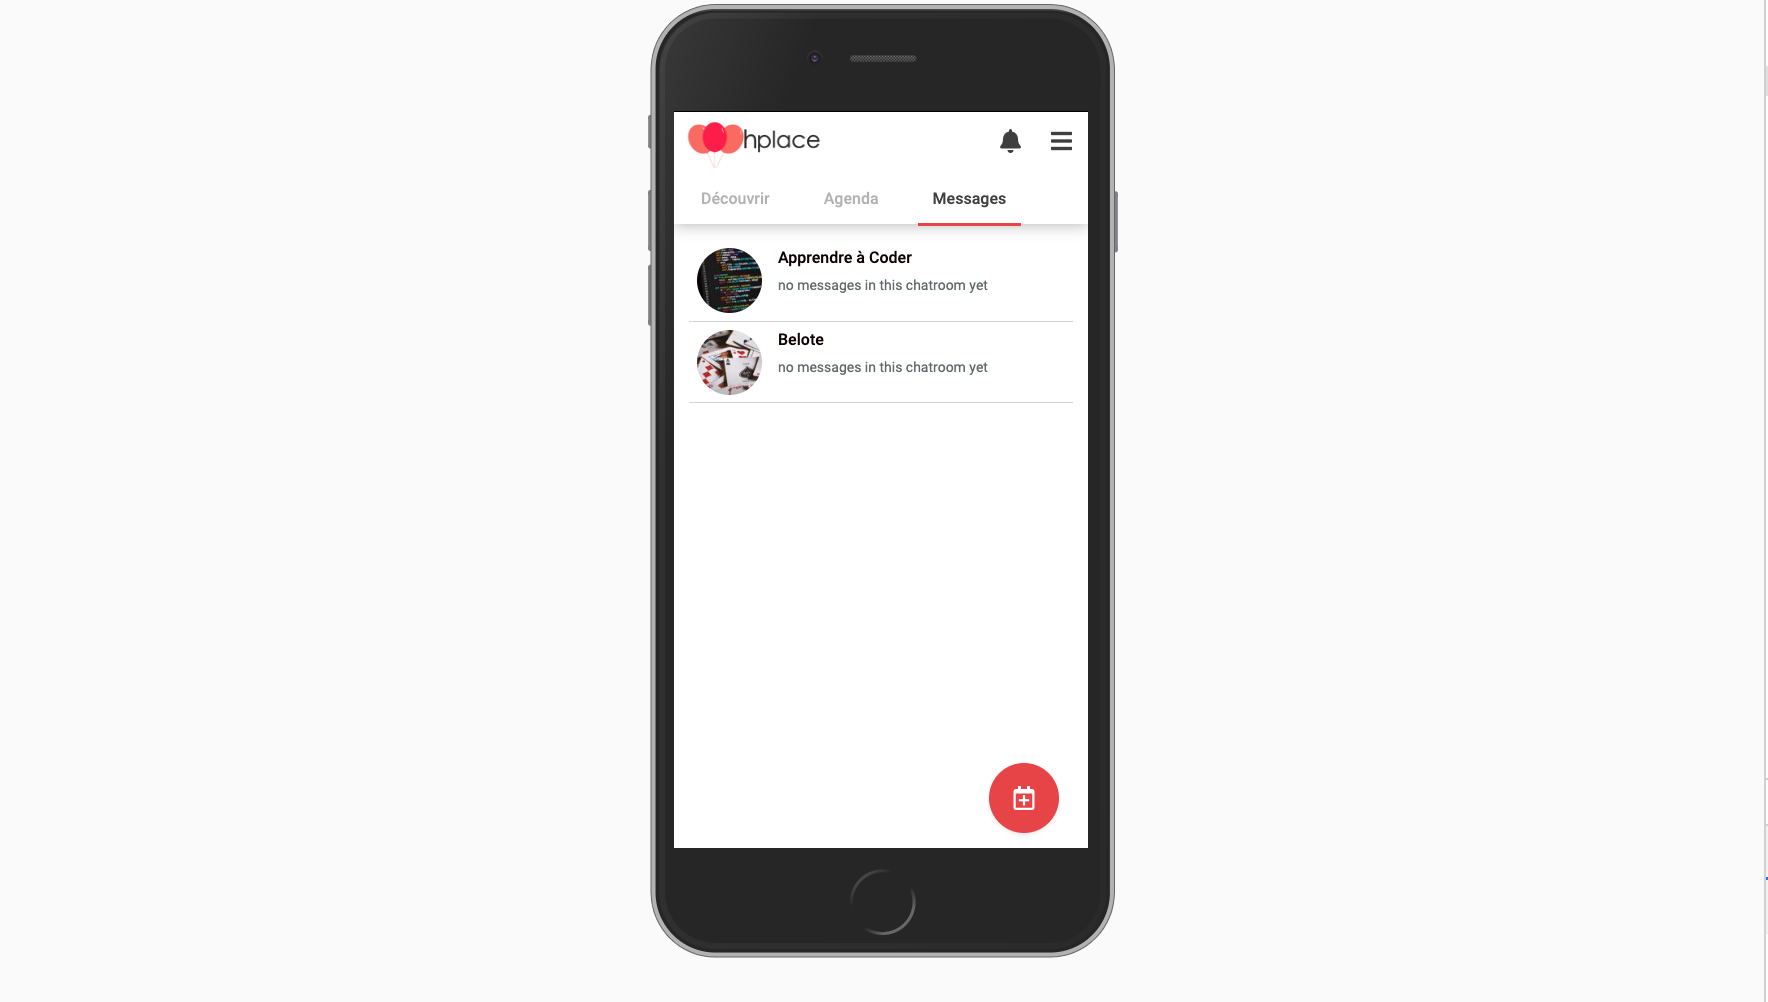 hplace
Découvrir Agenda Messages
Apprendre à Coder
no messages in this chatroom yet
Belote
no messages in this chatroom yet